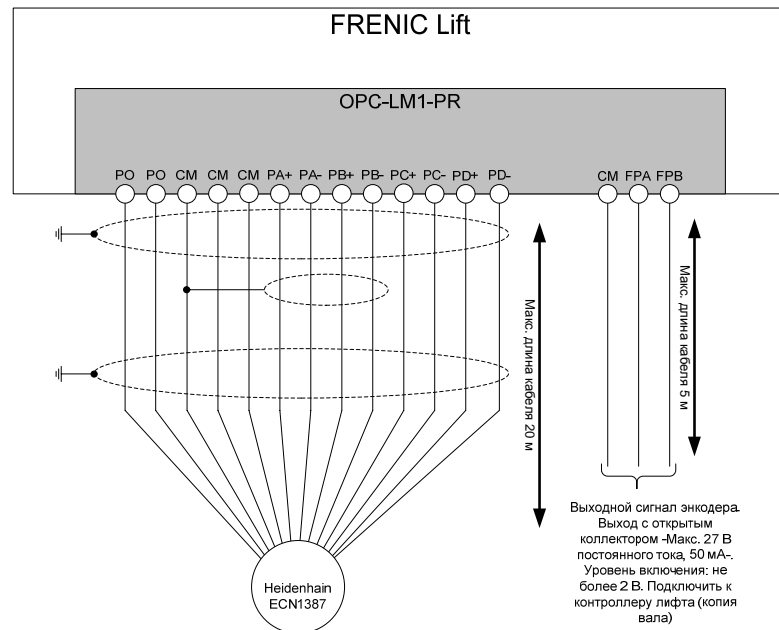 FRENIC Lift
OPC-LM1-PR
PO PO CM CM CM PA+ PA- PB+ PB- PC+ PC- PD+ PD- CM FPA FPB
Макс. длина кабеля 20 м
Макс. длина кабеля 5 м
Выходной сигнал энкодера.
Выход с открытым
коллектором -Макс. 27 В
постоянного тока, 50 мА-.
Уровень включения: не
более 2 В. Подключить к
контроллеру лифта (копия
вала)
Heidenhain
ECN1387